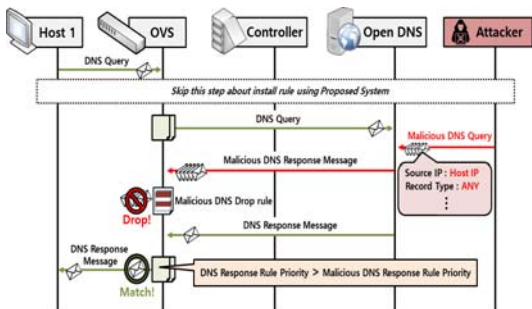 Host 1
OVS
Controller
Open DNS
Attacker
DNS Query
Skip this step about install rule using Proposed System
DNS Query
Malicious DNS Query
Malicious DNS Response Message
Source IP : Host IP
Record Type : ANY
⋮
Drop!
Malicious DNS Drop rule
DNS Response Message
DNS Response
Message
Match!
DNS Response Rule Priority > Malicious DNS Response Rule Priority